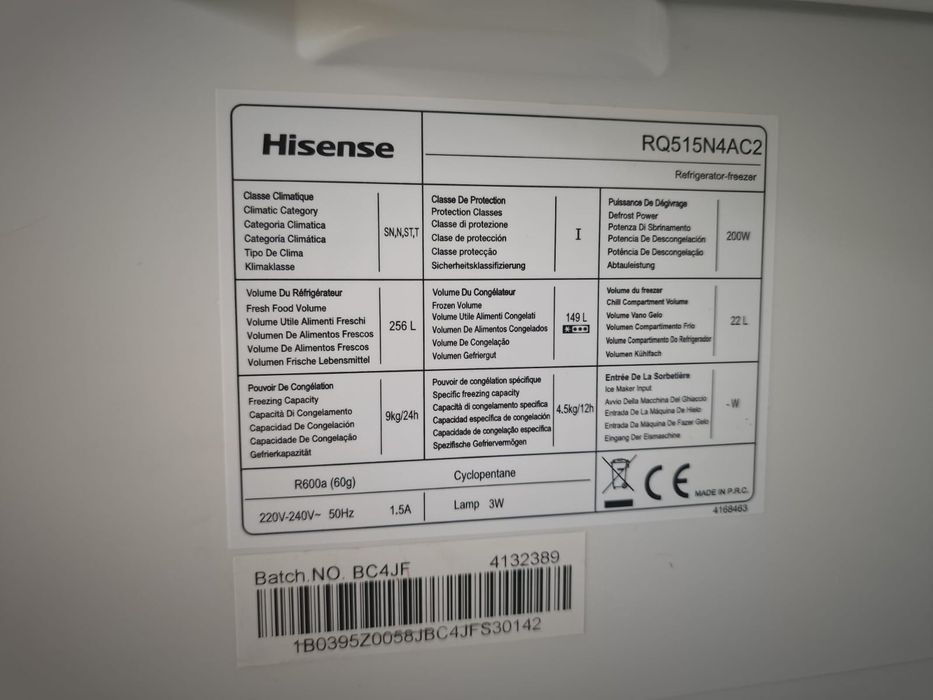 Hisense
RQ515N4AC2
Refrigerator-freezer
Classe Climatique
Climatic Category
Categoria Climatica
Categoría Climática
Tipo De Clima
Klimaklasse
SN,N,ST,T
Classe De Protection
Protection Classes
Classe di protezione
Clase de protección
Classe protecção
Sicherheitsklassifizierung
I
Puissance De Dégivrage
Defrost Power
Potenza Di Sbrinamento
Potencia De Descongelación
Potência De Descongelação
Abtauleistung
200W
Volume Du Réfrigérateur
Fresh Food Volume
Volume Utile Alimenti Freschi
Volumen De Alimentos Frescos
Volume De Alimentos Frescos
Volumen Frische Lebensmittel
256 L
Volume Du Congélateur
Frozen Volume
Volume Utile Alimenti Congelati
Volumen De Alimentos Congelados
Volume De Congelação
Volumen Gefriergut
149 L
Volume du freezer
Chill Compartment Volume
Volume Vano Gelo
Volumen Compartimento Frío
Volume Compartimento Do Refrigerador
Volumen Kühlfach
22 L
Pouvoir De Congélation
Freezing Capacity
Capacità Di Congelamento
Capacidad De Congelación
Capacidade De Congelação
Gefrierkapazität
9kg/24h
Pouvoir de congélation spécifique
Specific freezing capacity
Capacità di congelamento specifica
Capacidad específica de congelación
Capacidade de congelação específica
Spezifische Gefriervermögen
4.5kg/12h
Entrée De La Sorbetière
Ice Maker Input
Avvio Della Macchina Del Ghiaccio
Entrada De La Máquina De Hielo
Entrada Da Máquina De Fazer Gelo
Eingang Der Eismaschine
- W
R600a (60g)
Cyclopentane
220V-240V~ 50Hz
1.5A
Lamp 3W
CE
MADE IN P.R.C.
4168463
Batch.NO. BC4JF
4132389
1B0395Z0058JBC4JFS30142